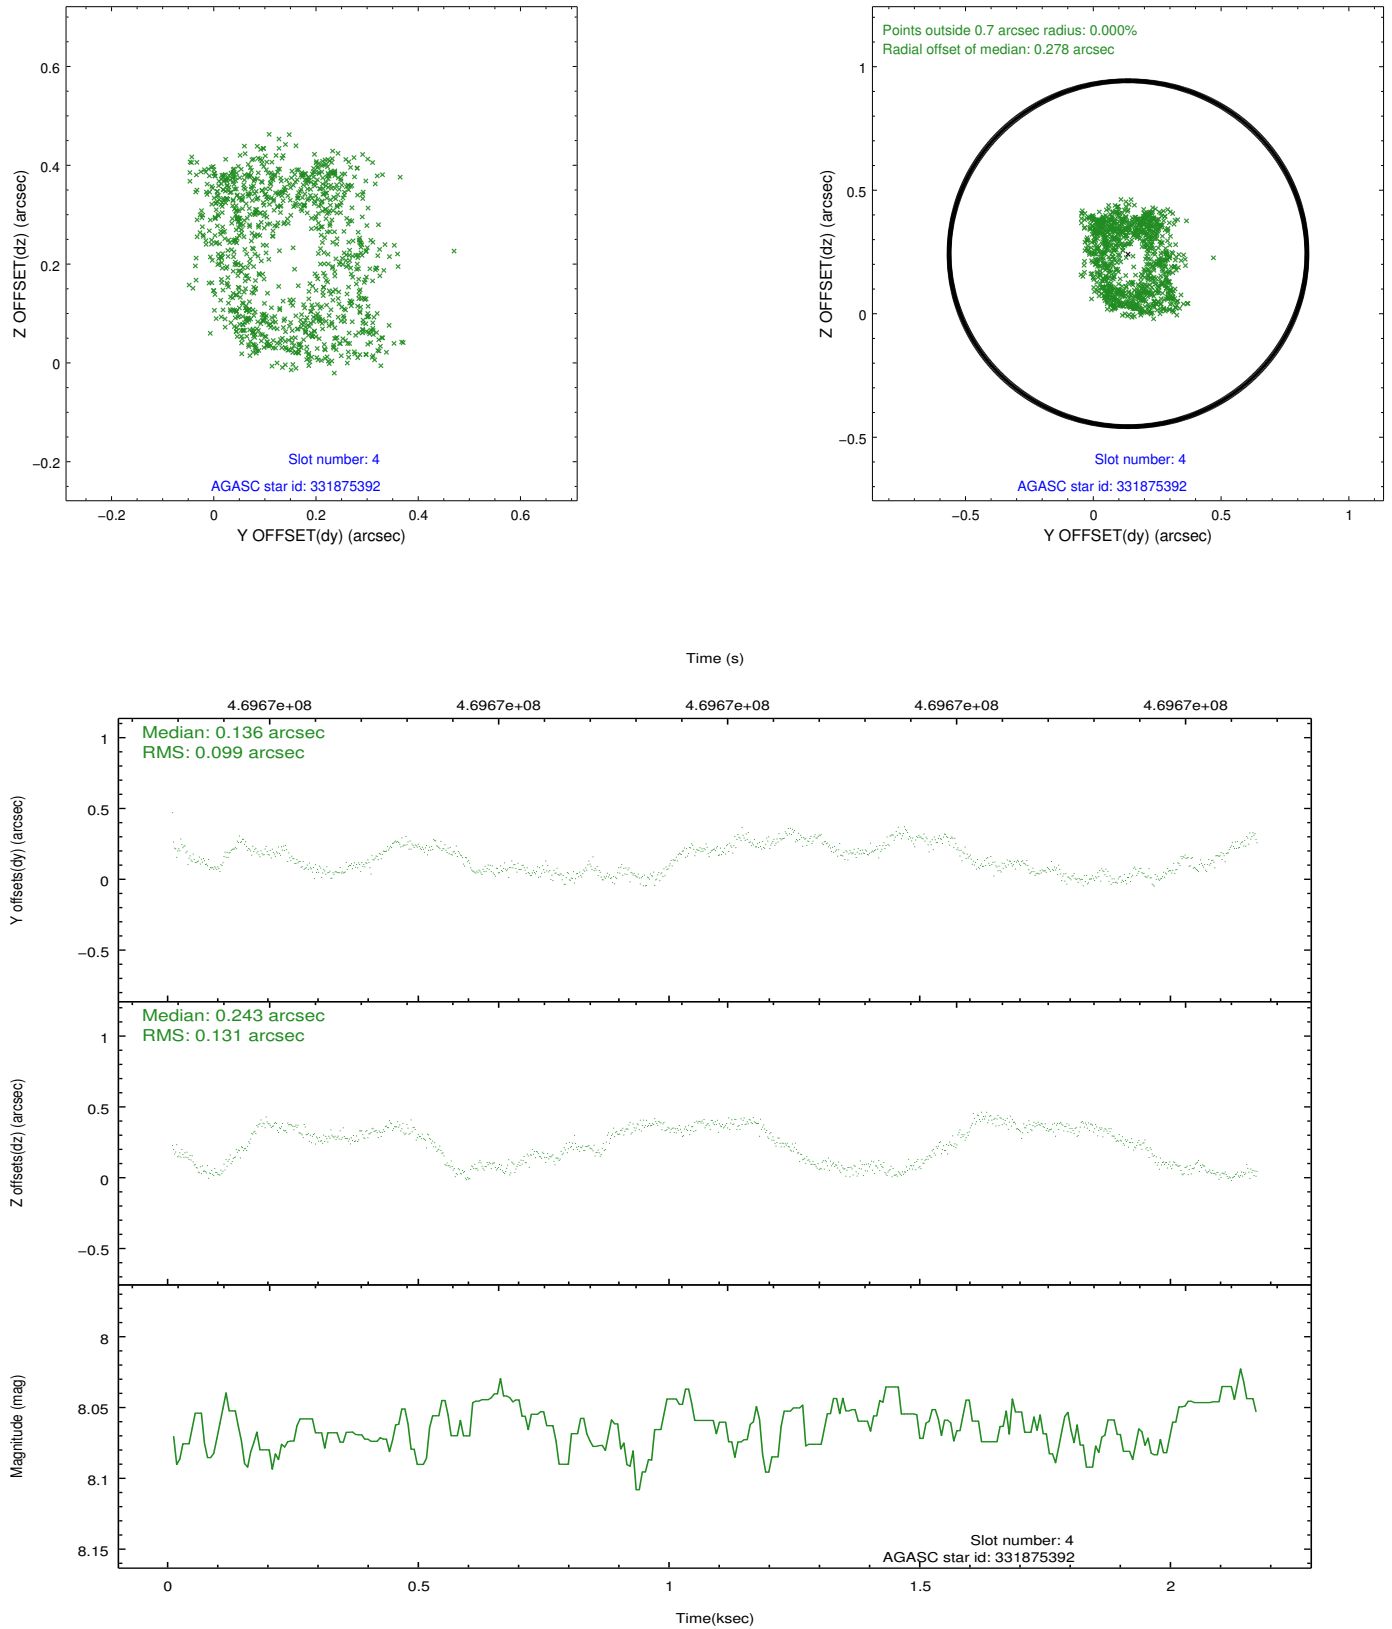 0.6
0.4
0.2
0
−0.2
Z OFFSET(dz) (arcsec)
Slot number: 4
AGASC star id: 331875392
−0.2 0 0.2 0.4 0.6
Y OFFSET(dy) (arcsec)
Points outside 0.7 arcsec radius: 0.000%
Radial offset of median: 0.278 arcsec
1
0.5
0
−0.5
Z OFFSET(dz) (arcsec)
Slot number: 4
AGASC star id: 331875392
−0.5 0 0.5 1
Y OFFSET(dy) (arcsec)
Time (s)
4.6967e+08 4.6967e+08 4.6967e+08 4.6967e+08 4.6967e+08
Median: 0.136 arcsec
RMS: 0.099 arcsec
1
0.5
0
−0.5
Y offsets(dy) (arcsec)
Median: 0.243 arcsec
RMS: 0.131 arcsec
1
0.5
0
−0.5
Z offsets(dz) (arcsec)
8
8.05
8.1
8.15
Magnitude (mag)
Slot number: 4
AGASC star id: 331875392
0 0.5 1 1.5 2
Time(ksec)